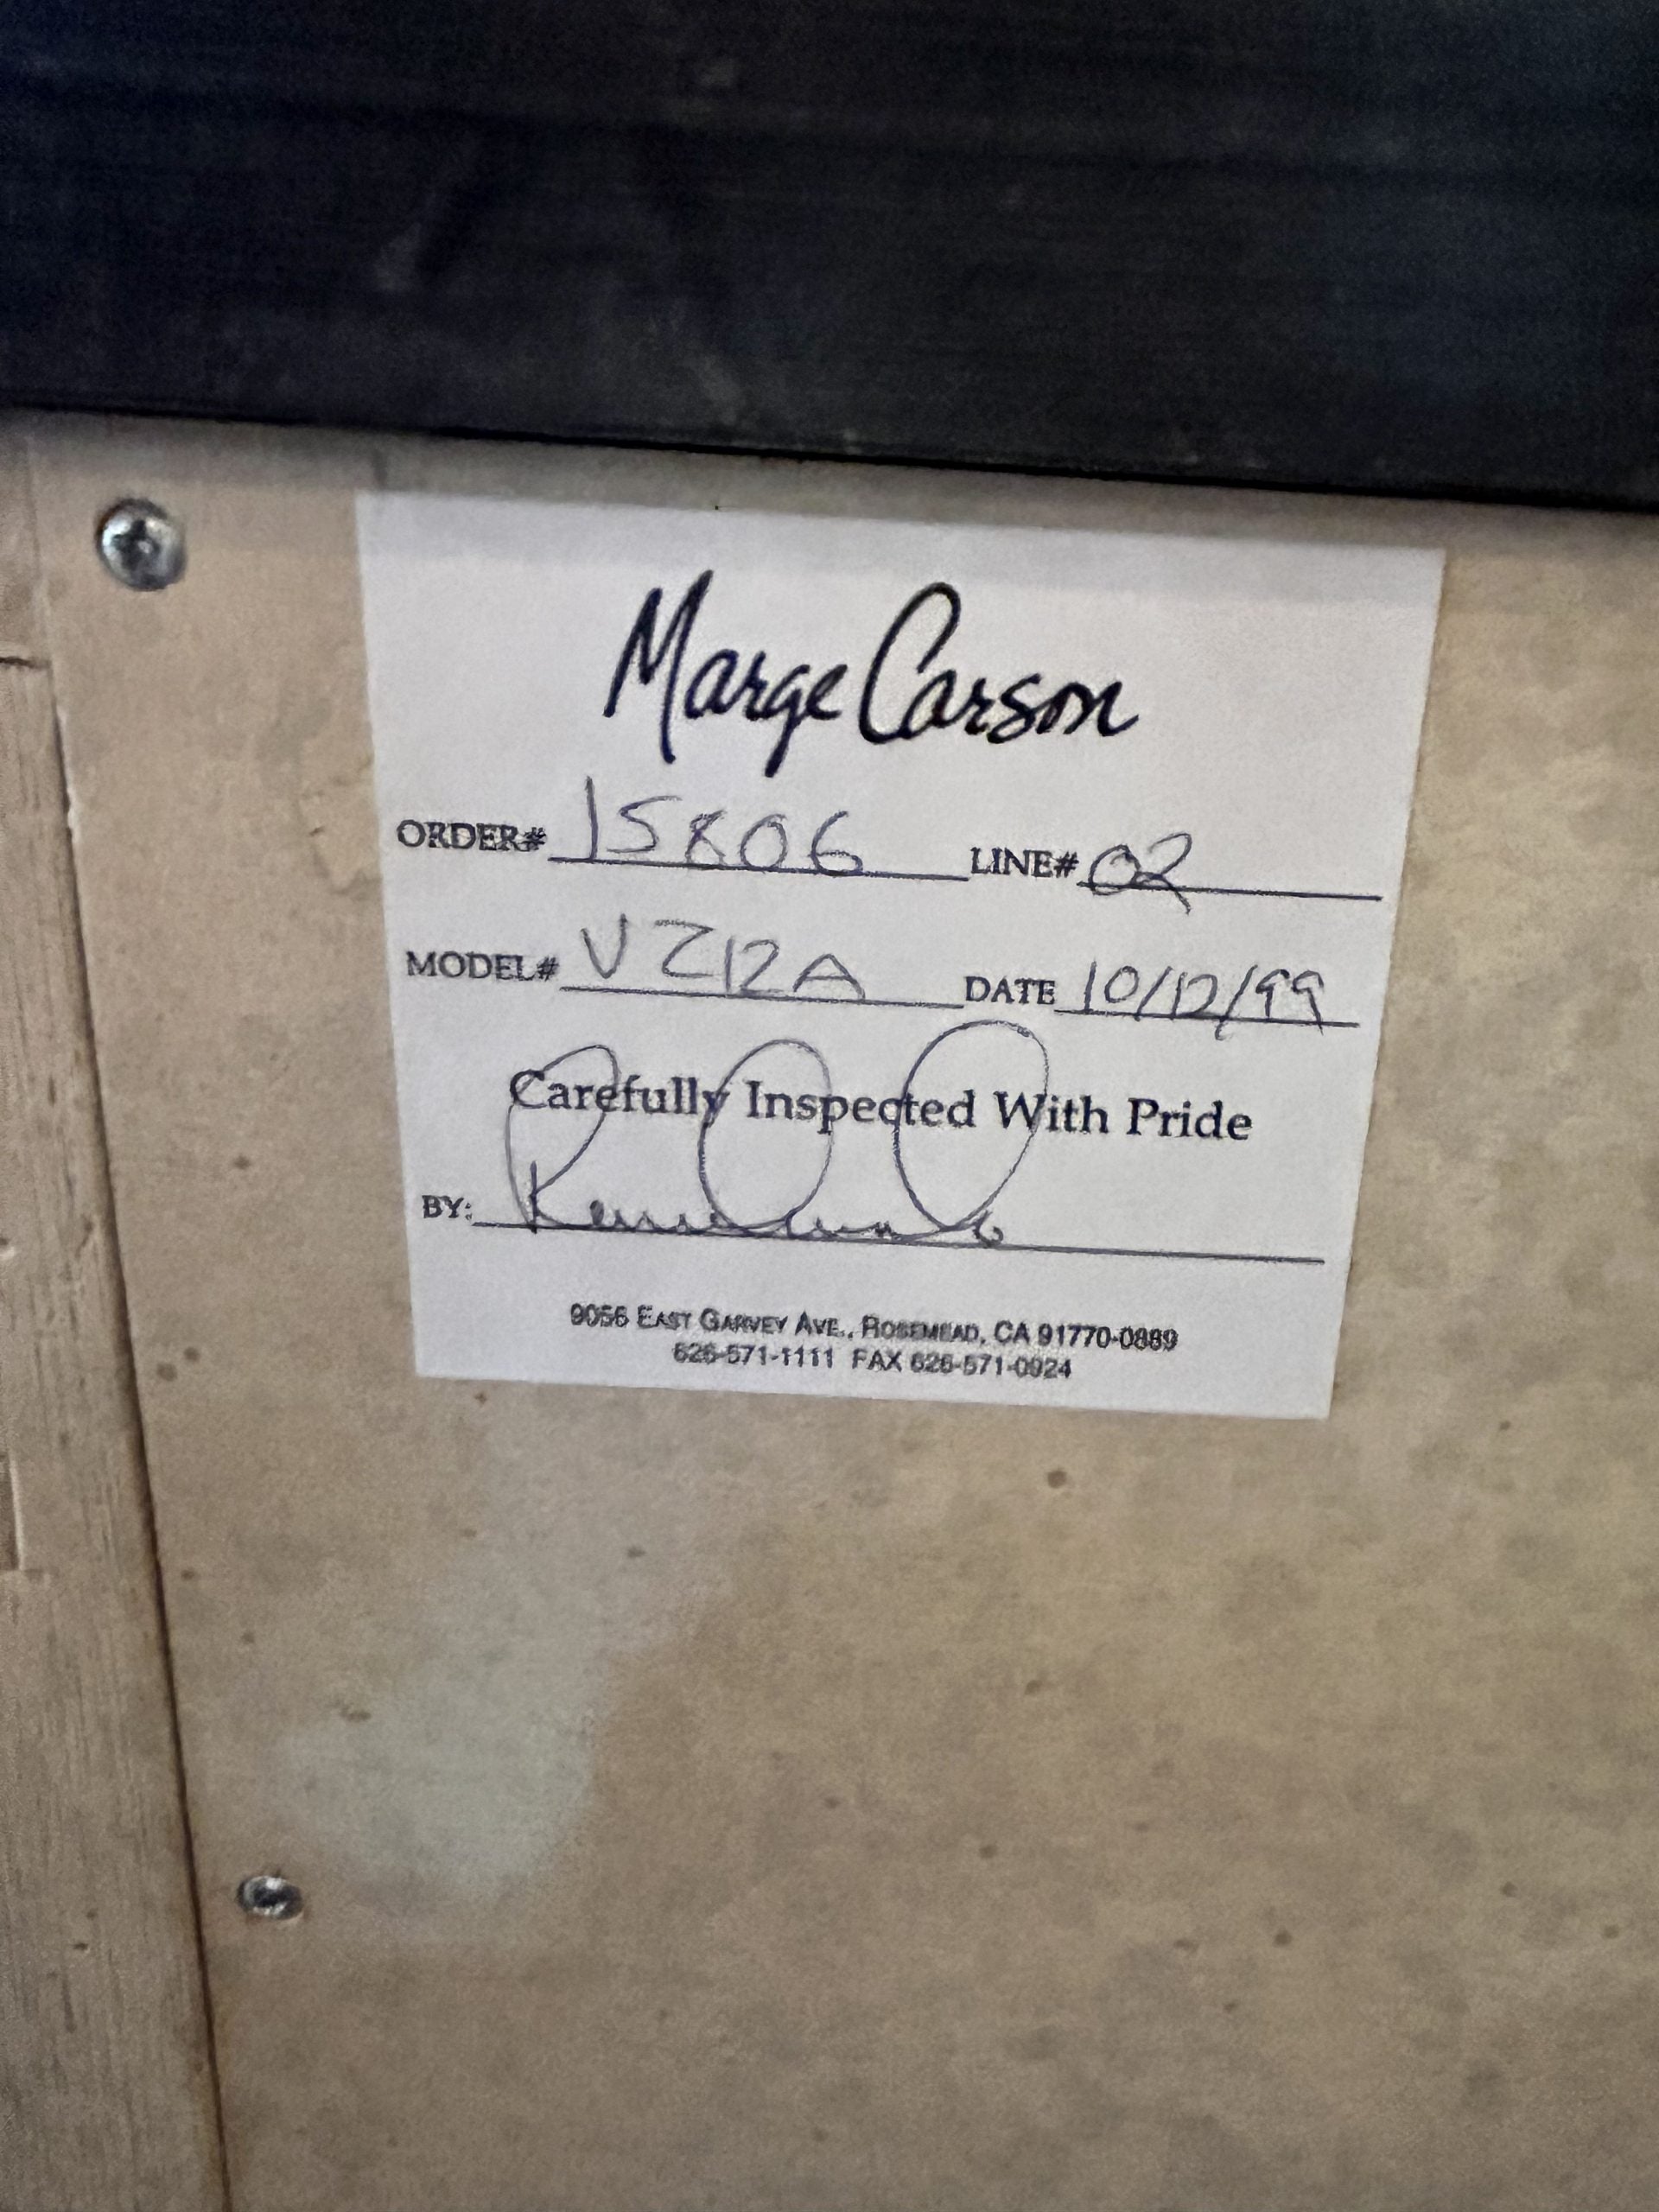 Marge Carson
ORDER# 15806 LINE# 02
MODEL# VZ12A DATE 10/12/99
Carefully Inspected With Pride
BY:
9056 EAST GARVEY AVE., ROSEMEAD, CA 91770-0889
626-571-1111 FAX 626-571-0924